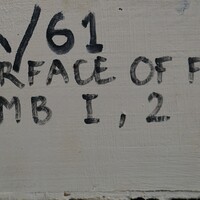 /61
RFACE OF F
MB I, 2